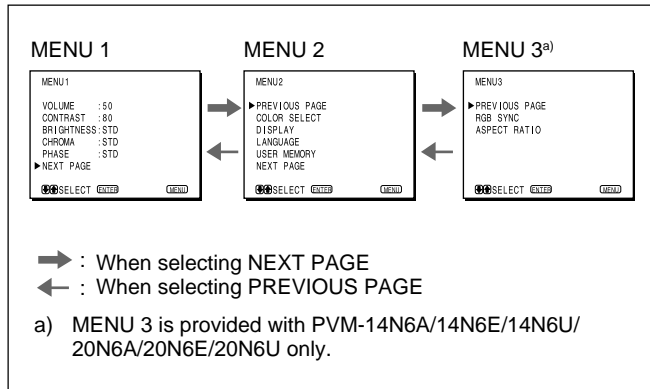 MENU 1
MENU 2
MENU 3a)
MENU1
VOLUME :50
CONTRAST :80
BRIGHTNESS:STD
CHROMA :STD
PHASE :STD
▶NEXT PAGE
SELECT ENTER MENU
MENU2
▶PREVIOUS PAGE
COLOR SELECT
DISPLAY
LANGUAGE
USER MEMORY
NEXT PAGE
SELECT ENTER MENU
MENU3
▶PREVIOUS PAGE
RGB SYNC
ASPECT RATIO
SELECT ENTER MENU
: When selecting NEXT PAGE
: When selecting PREVIOUS PAGE
a) MENU 3 is provided with PVM-14N6A/14N6E/14N6U/
20N6A/20N6E/20N6U only.